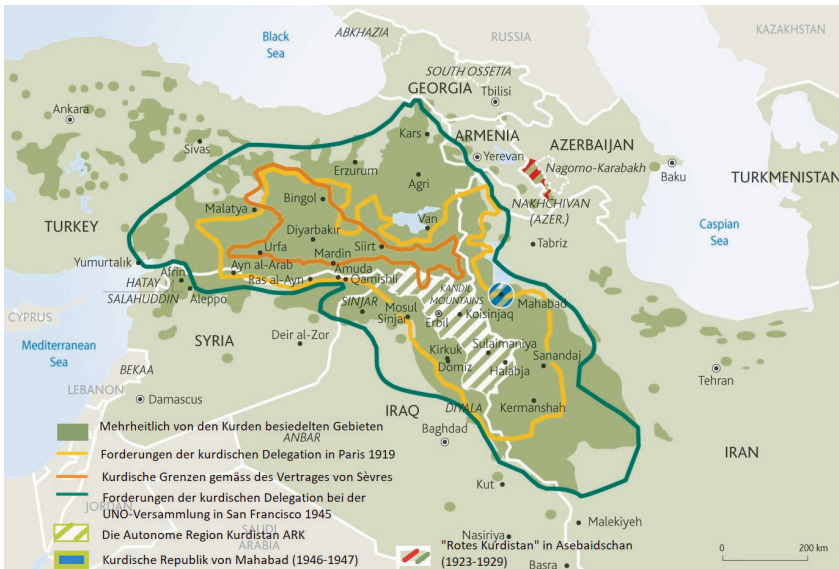 Black
Sea
ABKHAZIA
RUSSIA
KAZAKHSTAN
SOUTH OSSETIA
GEORGIA
Tbilisi
Ankara
Sivas
Kars
ARMENIA
AZERBAIJAN
Erzurum
Yerevan
Nagorno-Karabakh
Baku
Agri
TURKMENISTAN
Bingol
NAKHCHIVAN
(AZER.)
Malatya
TURKEY
Van
Caspian
Sea
Diyarbakır
Siirt
Tabriz
Urfa
Mardin
Yumurtalık
Ayn al-Arab
Amuda
Afrin
Ras al-Ayn
Qamishli
HATAY
KANDIL
MOUNTAINS
Mahabad
SALAHUDDIN
Aleppo
SINJAR
Mosul
Sinjar
Erbil
Koisinjaq
CYPRUS
SYRIA
Deir al-Zor
Kirkuk
Domiz
Sulaimaniya
Halabja
Sanandaj
Mediterranean
Sea
BEKAA
Tehran
LEBANON
Damascus
IRAQ
DIYALA
Kermanshah
Baghdad
ANBAR
IRAN
Kut
JORDAN
Malekiyeh
SAUDI
ARABIA
Nasiriya
Basra
Mehrheitlich von den Kurden besiedelten Gebieten
Forderungen der kurdischen Delegation in Paris 1919
Kurdische Grenzen gemäss des Vertrages von Sèvres
Forderungen der kurdischen Delegation bei der
UNO-Versammlung in San Francisco 1945
Die Autonome Region Kurdistan ARK
Kurdische Republik von Mahabad (1946-1947)
"Rotes Kurdistan" in Asebaidschan
(1923-1929)
0 200 km